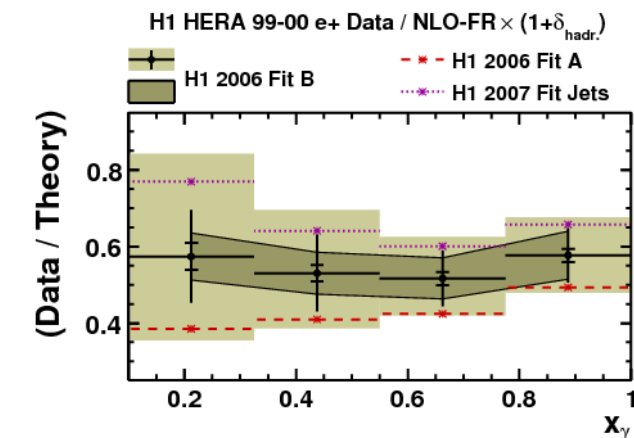 H1 HERA 99-00 e+ Data / NLO-FR × (1+δhadr.)
H1 2006 Fit B
H1 2006 Fit A
H1 2007 Fit Jets
(Data / Theory)
0.8
0.6
0.4
0.2 0.4 0.6 0.8 1
xγ